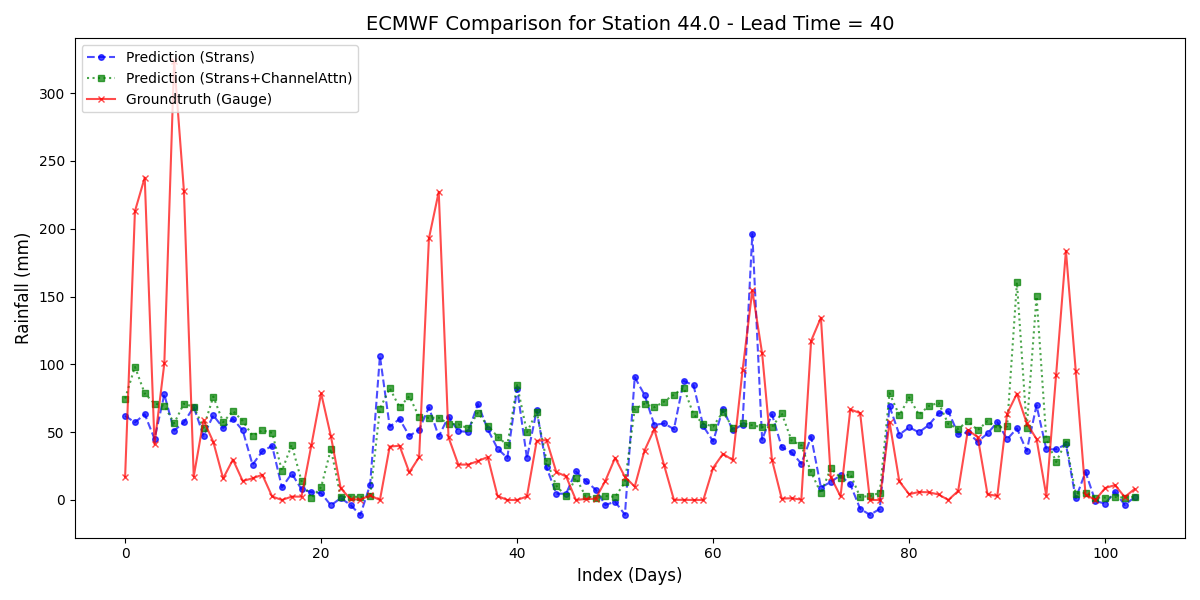 ECMWF Comparison for Station 44.0 - Lead Time = 40
Prediction (Strans)
Prediction (Strans+ChannelAttn)
Groundtruth (Gauge)
Rainfall (mm)
300
250
200
150
100
50
0
0 20 40 60 80 100
Index (Days)